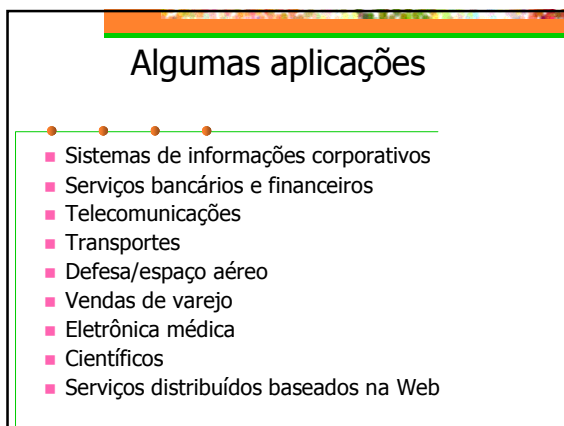 Algumas aplicações
Sistemas de informações corporativos
Serviços bancários e financeiros
Telecomunicações
Transportes
Defesa/espaço aéreo
Vendas de varejo
Eletrônica médica
Científicos
Serviços distribuídos baseados na Web